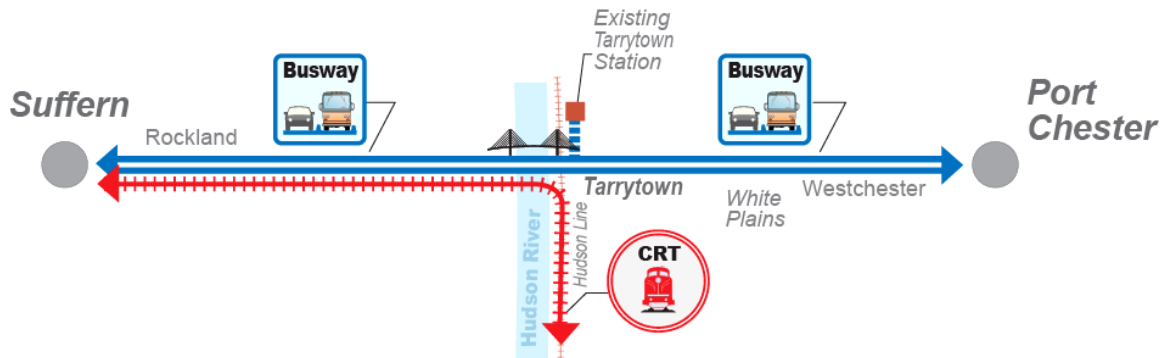 Existing
Tarrytown
Station
Busway
Busway
Suffern
Port
Chester
Rockland
Tarrytown
White
Plains
Westchester
Hudson River
Hudson Line
CRT